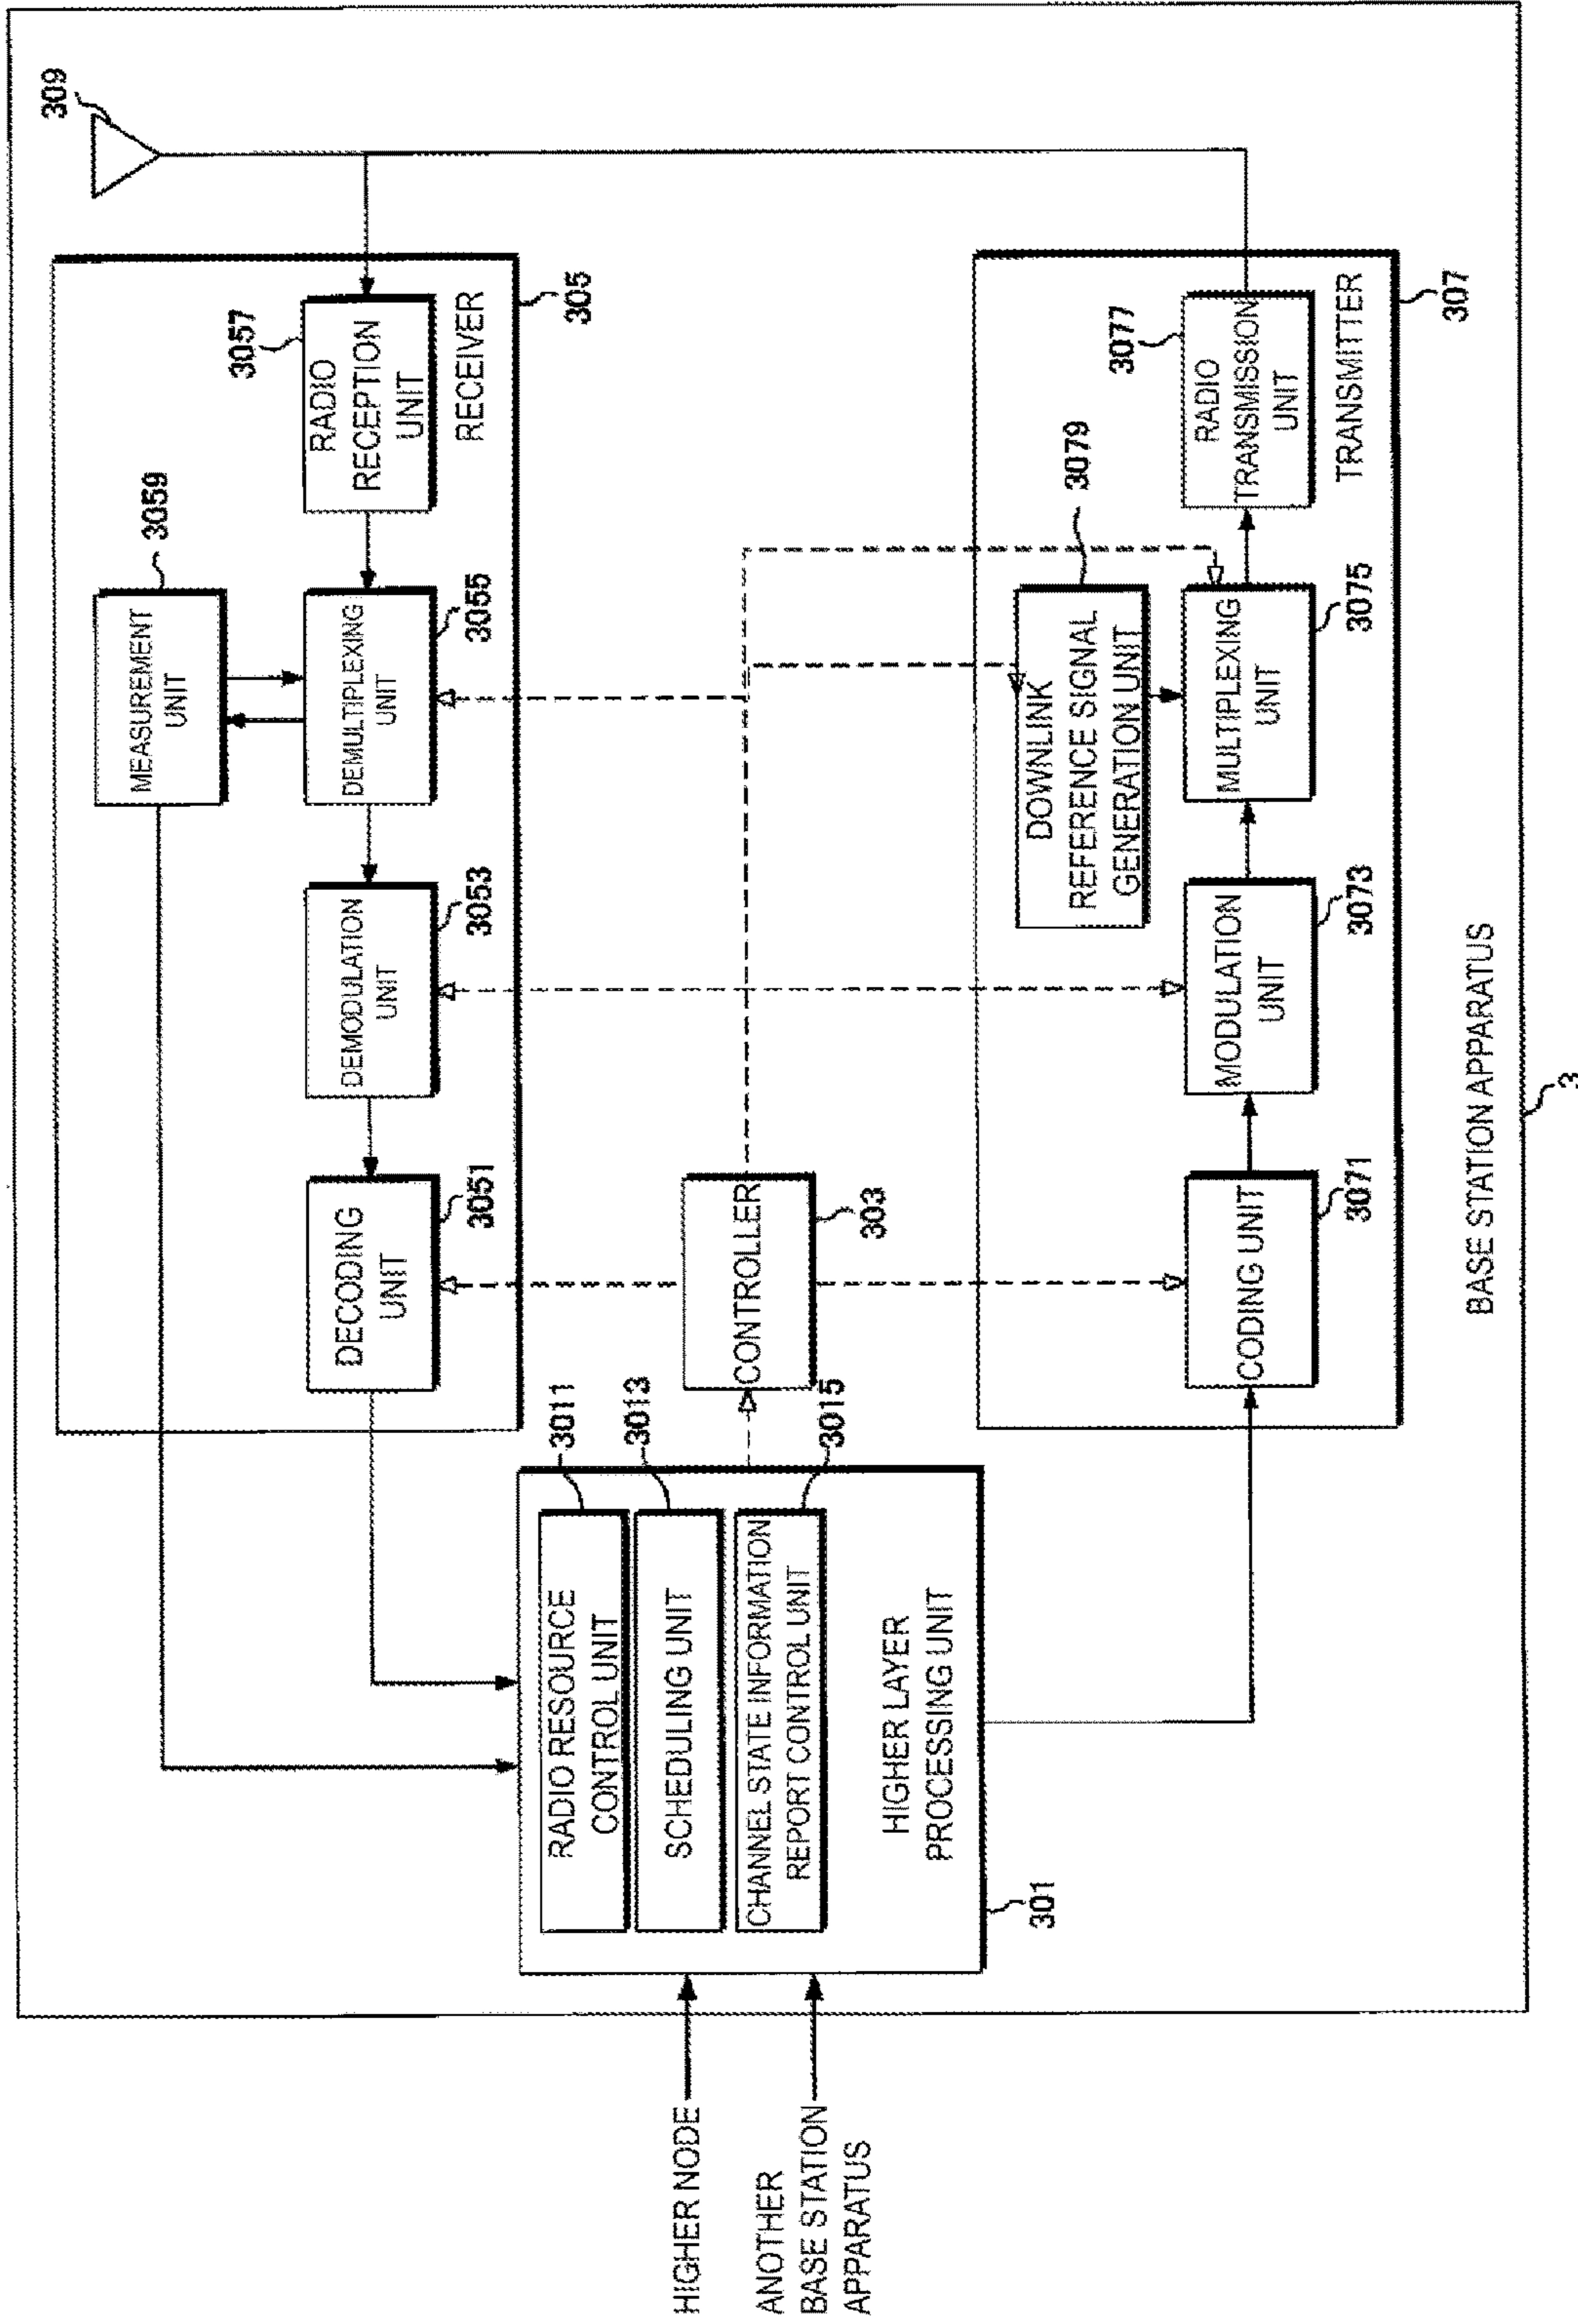 309
3057
RADIO
RECEPTION
UNIT
RECEIVER
305
3059
MEASUREMENT
UNIT
DEMULTIPLEXING
UNIT
3055
DEMODULATION
UNIT
3053
DECODING
UNIT
3051
HIGHER NODE
ANOTHER
BASE STATION
APPARATUS
3011
RADIO RESOURCE
CONTROL UNIT
3013
SCHEDULING UNIT
3015
CHANNEL STATE INFORMATION
REPORT CONTROL UNIT
HIGHER LAYER
PROCESSING UNIT
301
CONTROLLER
303
CODING UNIT
3071
MODULATION
UNIT
3073
DOWNLINK
REFERENCE SIGNAL
GENERATION UNIT
3079
MULTIPLEXING
UNIT
3075
3077
RADIO
TRANSMISSION
UNIT
TRANSMITTER
307
BASE STATION APPARATUS
3